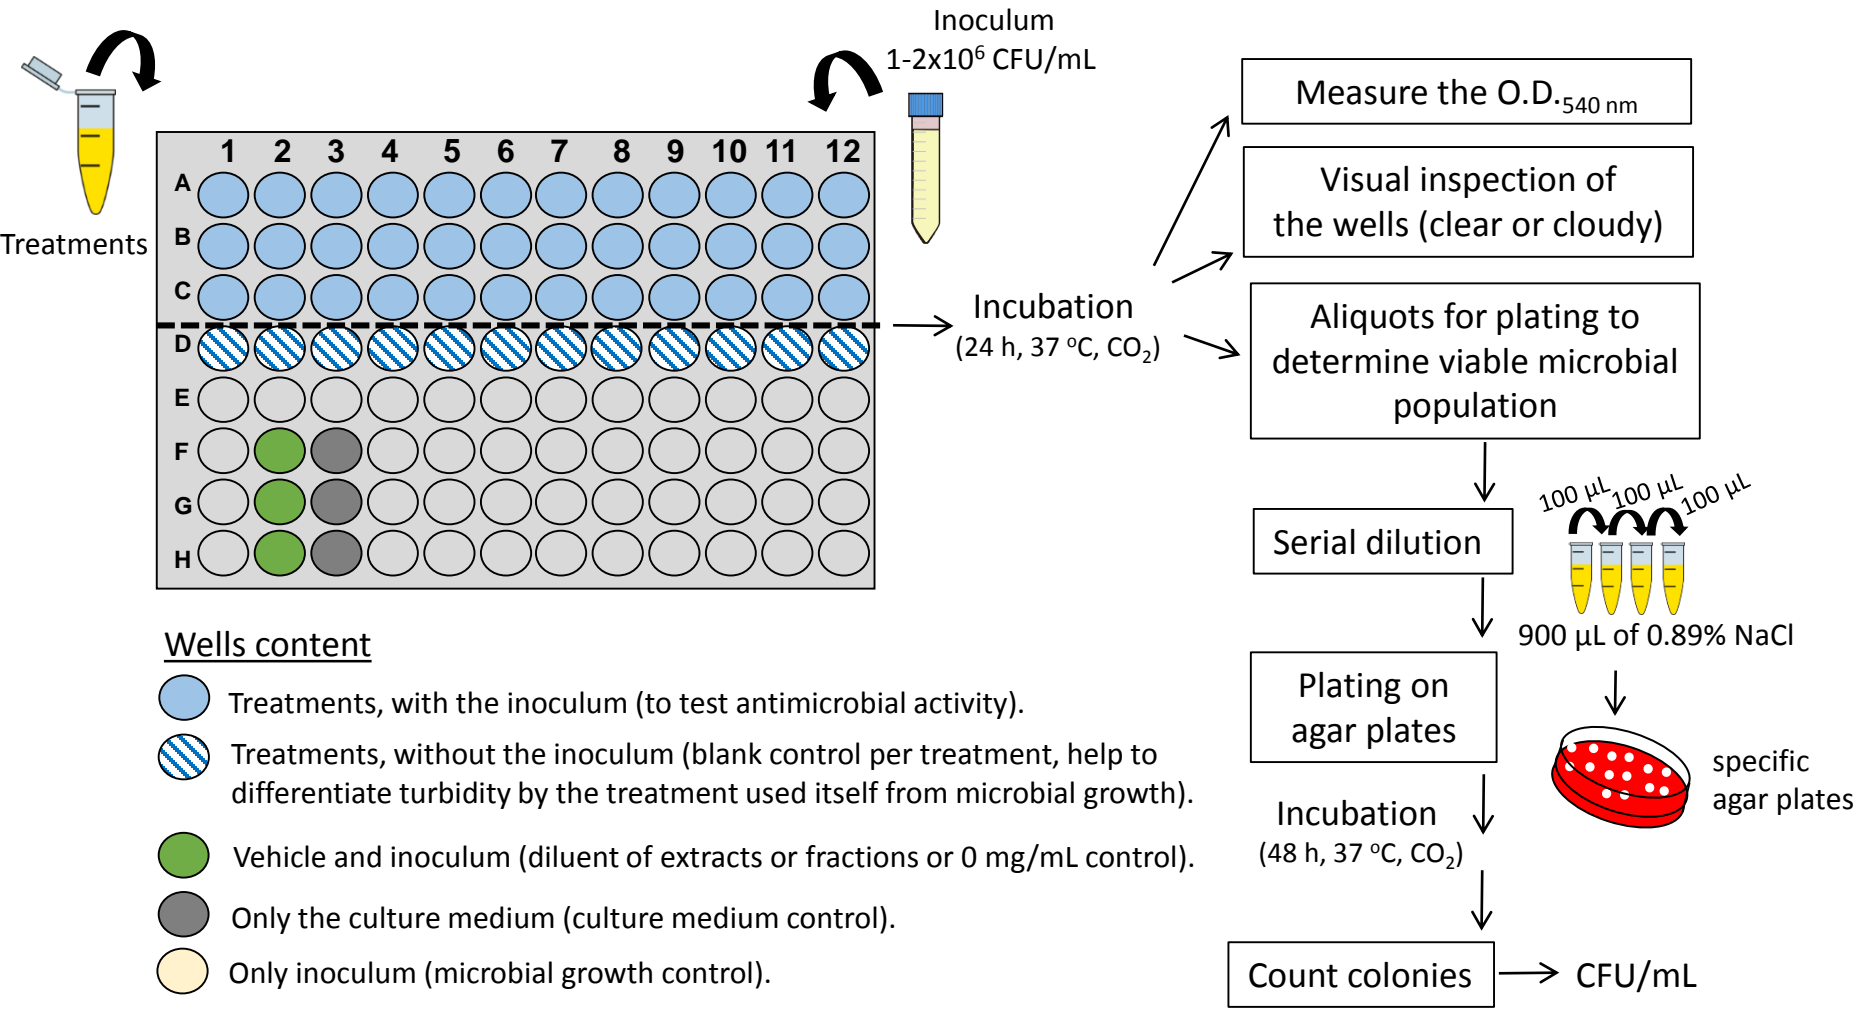 Treatments
Inoculum
1-2x10⁶ CFU/mL
1 2 3 4 5 6 7 8 9 10 11 12
A
B
C
D
E
F
G
H
Incubation
(24 h, 37 ºC, CO₂)
Measure the O.D.₅₄₀ ₙₘ
Visual inspection of
the wells (clear or cloudy)
Aliquots for plating to
determine viable microbial
population
Serial dilution
100 µL
100 µL
100 µL
900 µL of 0.89% NaCl
Plating on
agar plates
specific
agar plates
Incubation
(48 h, 37 ºC, CO₂)
Count colonies
CFU/mL
Wells content
Treatments, with the inoculum (to test antimicrobial activity).
Treatments, without the inoculum (blank control per treatment, help to
differentiate turbidity by the treatment used itself from microbial growth).
Vehicle and inoculum (diluent of extracts or fractions or 0 mg/mL control).
Only the culture medium (culture medium control).
Only inoculum (microbial growth control).